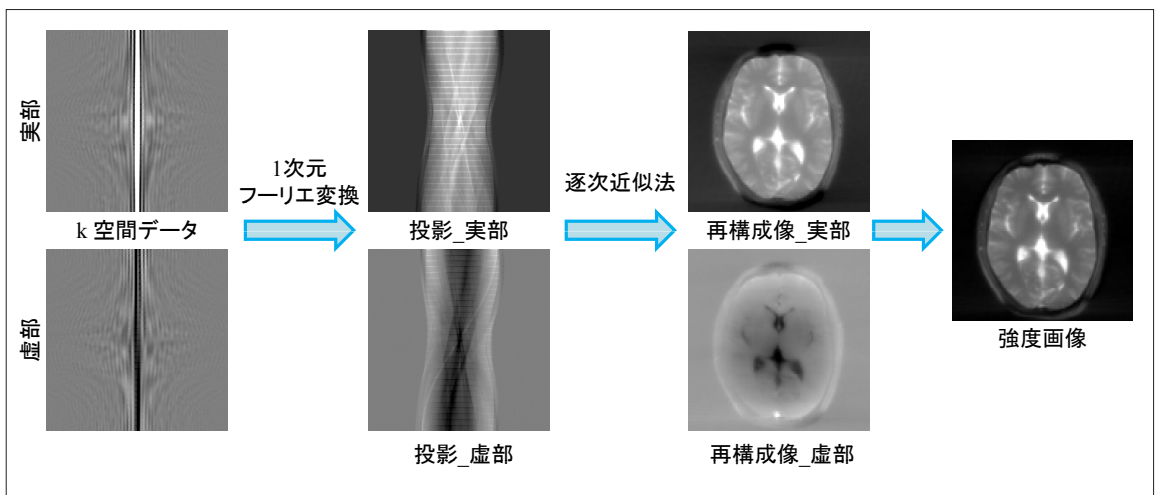 実部
1次元
フーリエ変換
逐次近似法
k 空間データ
投影_実部
再構成像_実部
虚部
強度画像
投影_虚部
再構成像_虚部